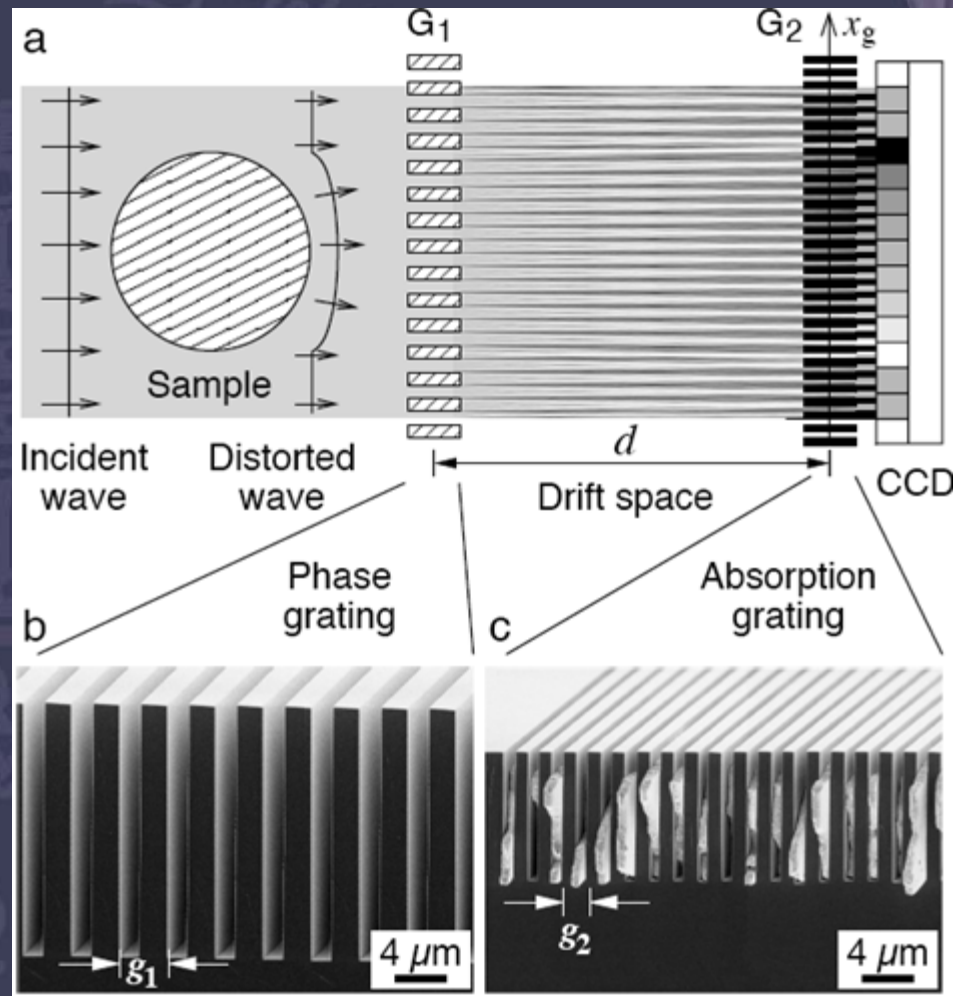 a
G1
G2
xg
Sample
Incident
wave
Distorted
wave
d
Drift space
CCD
Phase
grating
Absorption
grating
b
c
g1
4 μm
g2
4 μm